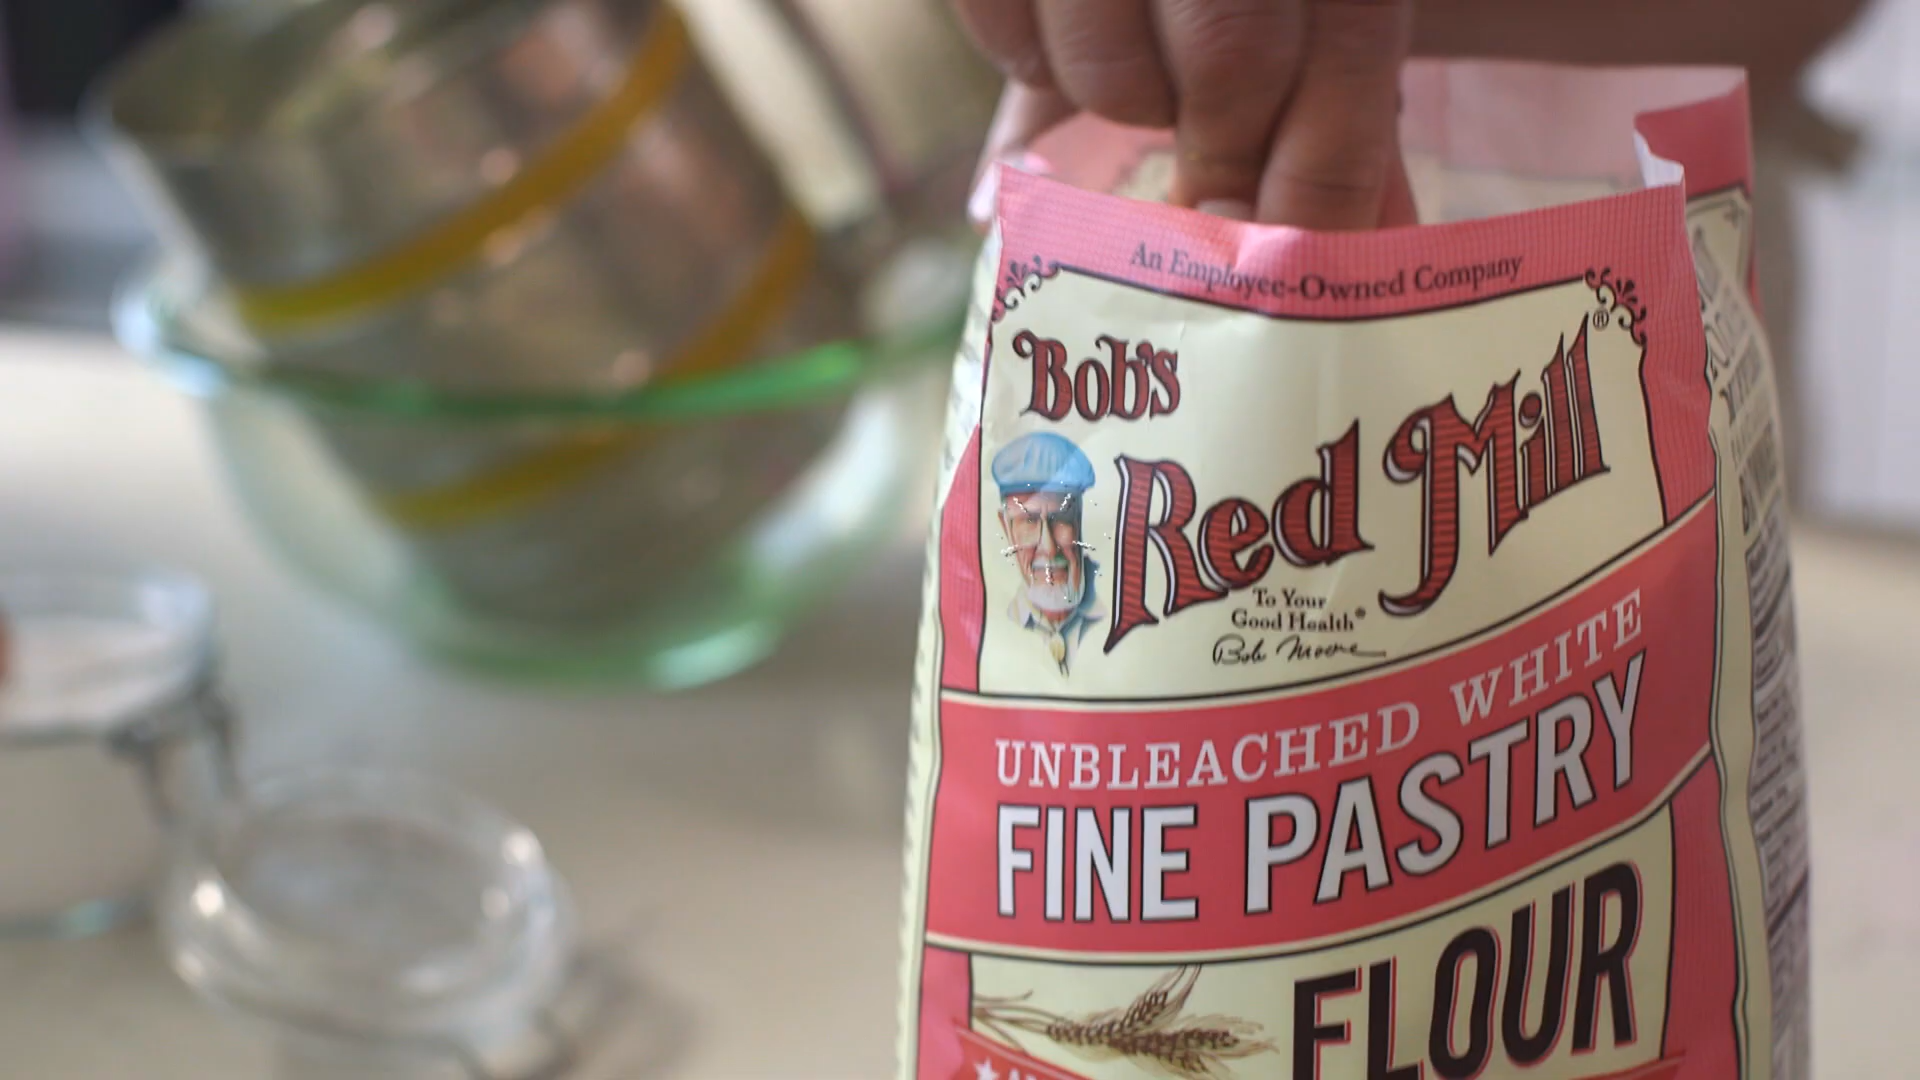 An Employee-Owned Company
Bob's
Red Mill®
To Your
Good Health®
Bob Moore
UNBLEACHED WHITE
FINE PASTRY
FLOUR